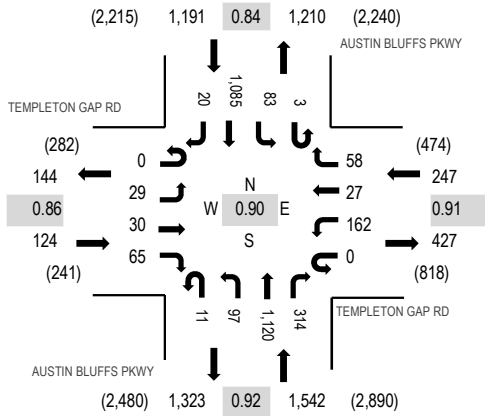 (2,215) 1,191 0.84 1,210 (2,240)
AUSTIN BLUFFS PKWY
TEMPLETON GAP RD
20 1,085 83 3
(282) (474)
144 0 58 247
0.86 29 27 0.91
N
W 0.90 E
S
124 30 162 427
65 0
(241) (818)
11 97 1,120 314
TEMPLETON GAP RD
AUSTIN BLUFFS PKWY
(2,480) 1,323 0.92 1,542 (2,890)